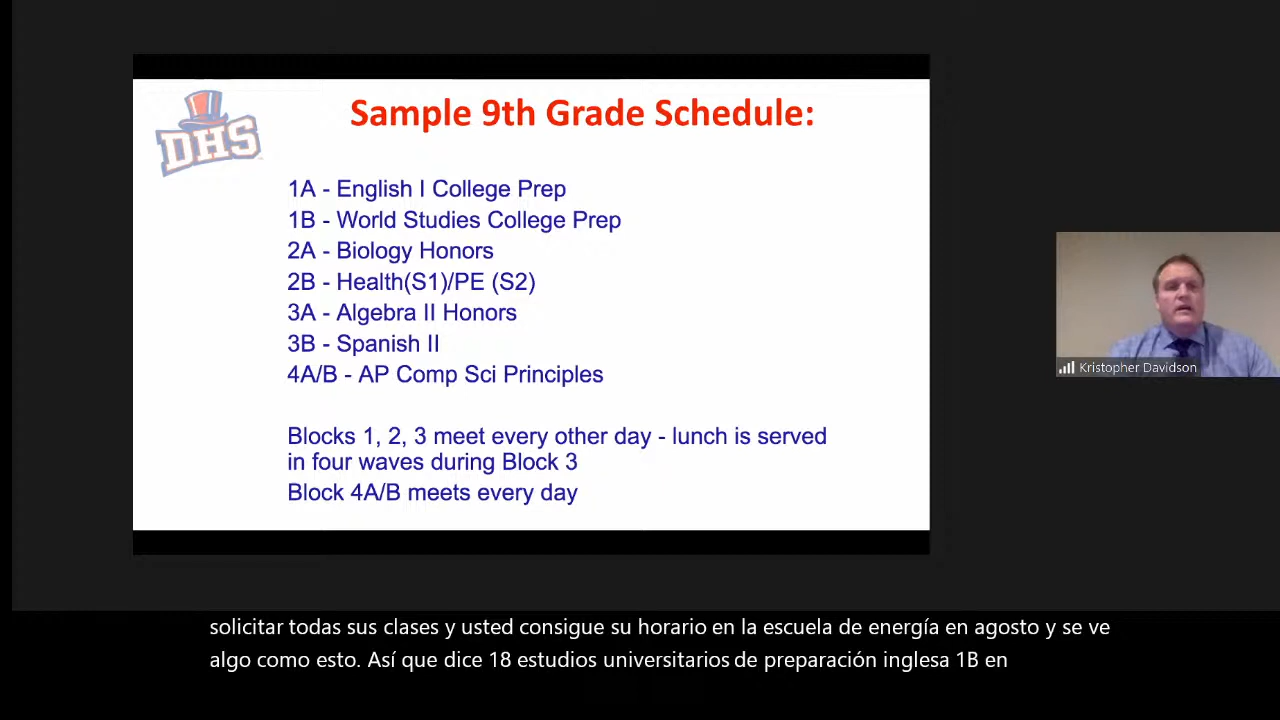 DHS
Sample 9th Grade Schedule:
1A - English I College Prep
1B - World Studies College Prep
2A - Biology Honors
2B - Health(S1)/PE (S2)
3A - Algebra II Honors
3B - Spanish II
4A/B - AP Comp Sci Principles
Blocks 1, 2, 3 meet every other day - lunch is served
in four waves during Block 3
Block 4A/B meets every day
Kristopher Davidson
solicitar todas sus clases y usted consigue su horario en la escuela de energía en agosto y se ve
algo como esto. Así que dice 18 estudios universitarios de preparación inglesa 1B en